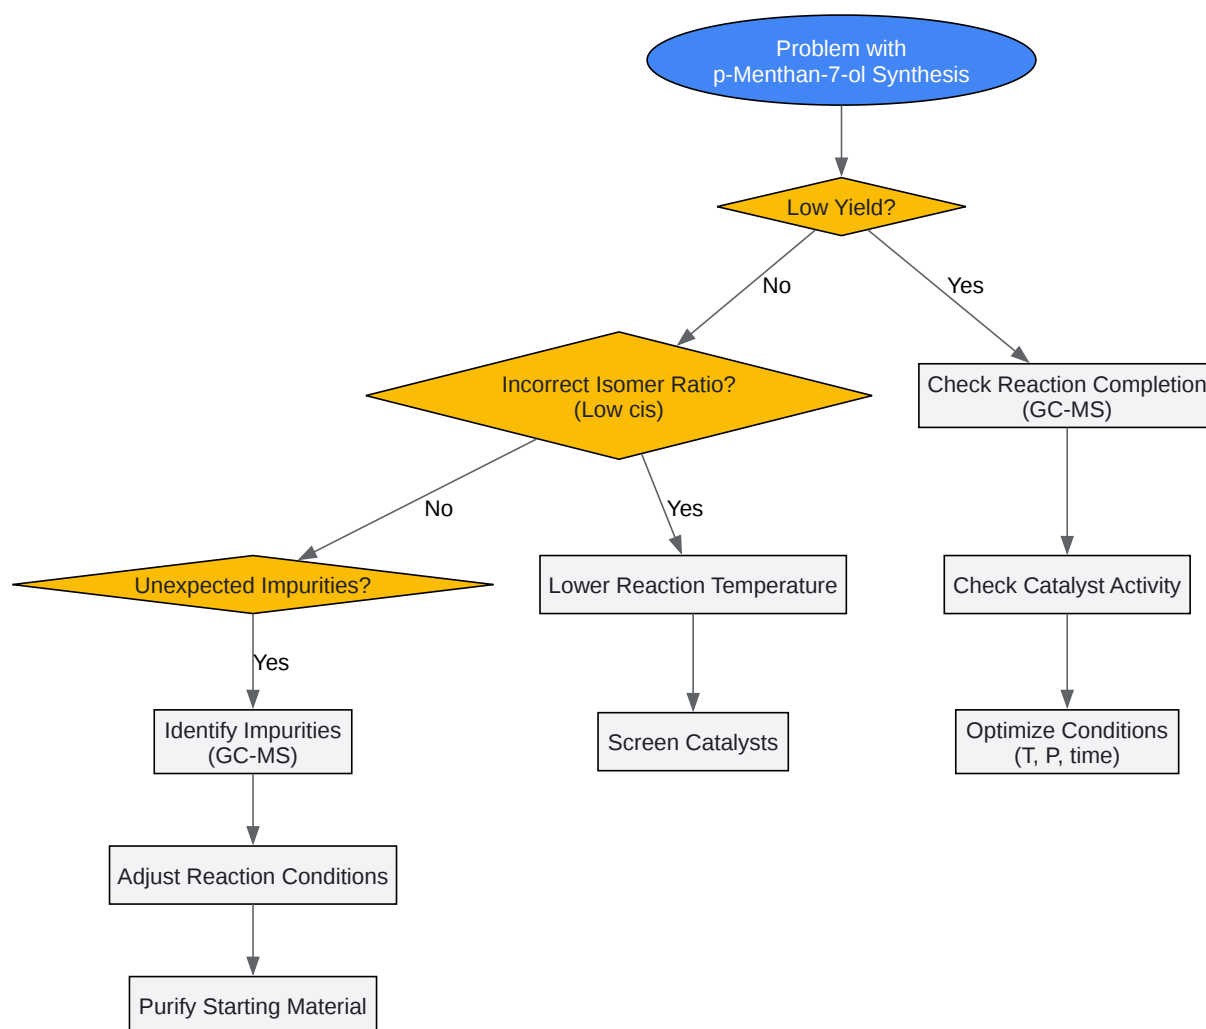 Problem with
p-Menthan-7-ol Synthesis
Low Yield?
No
Yes
Incorrect Isomer Ratio?
(Low cis)
Check Reaction Completion
(GC-MS)
No
Yes
Unexpected Impurities?
Lower Reaction Temperature
Check Catalyst Activity
Yes
Identify Impurities
(GC-MS)
Screen Catalysts
Optimize Conditions
(T, P, time)
Adjust Reaction Conditions
Purify Starting Material